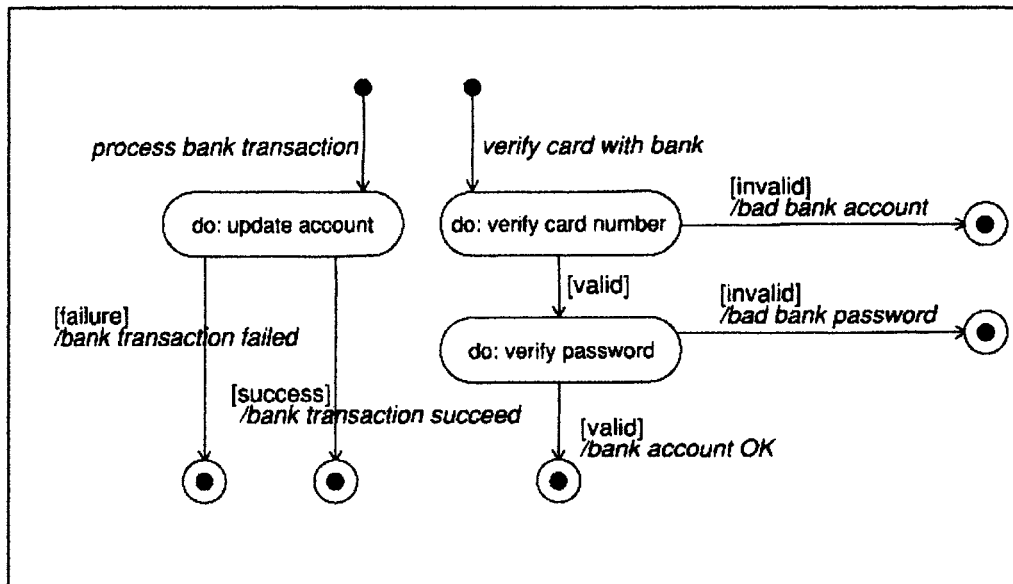 process bank transaction
verify card with bank
do: update account
do: verify card number
[invalid]
/bad bank account
[valid]
[failure]
/bank transaction failed
[invalid]
/bad bank password
do: verify password
[success]
/bank transaction succeed
[valid]
/bank account OK